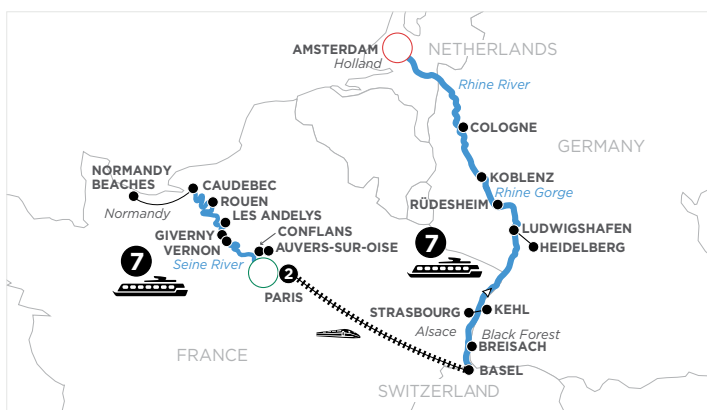 AMSTERDAM
Holland
NETHERLANDS
Rhine River
COLOGNE
GERMANY
KOBLENZ
Rhine Gorge
RÜDESHEIM
LUDWIGSHAFEN
HEIDELBERG
7
NORMANDY
BEACHES
Normandy
CAUDEBEC
ROUEN
LES ANDELYS
GIVERNY
VERNON
CONFLANS
AUVERS-SUR-OISE
Seine River
7
2
PARIS
STRASBOURG
KEHL
Alsace
Black Forest
BREISACH
BASEL
FRANCE
SWITZERLAND